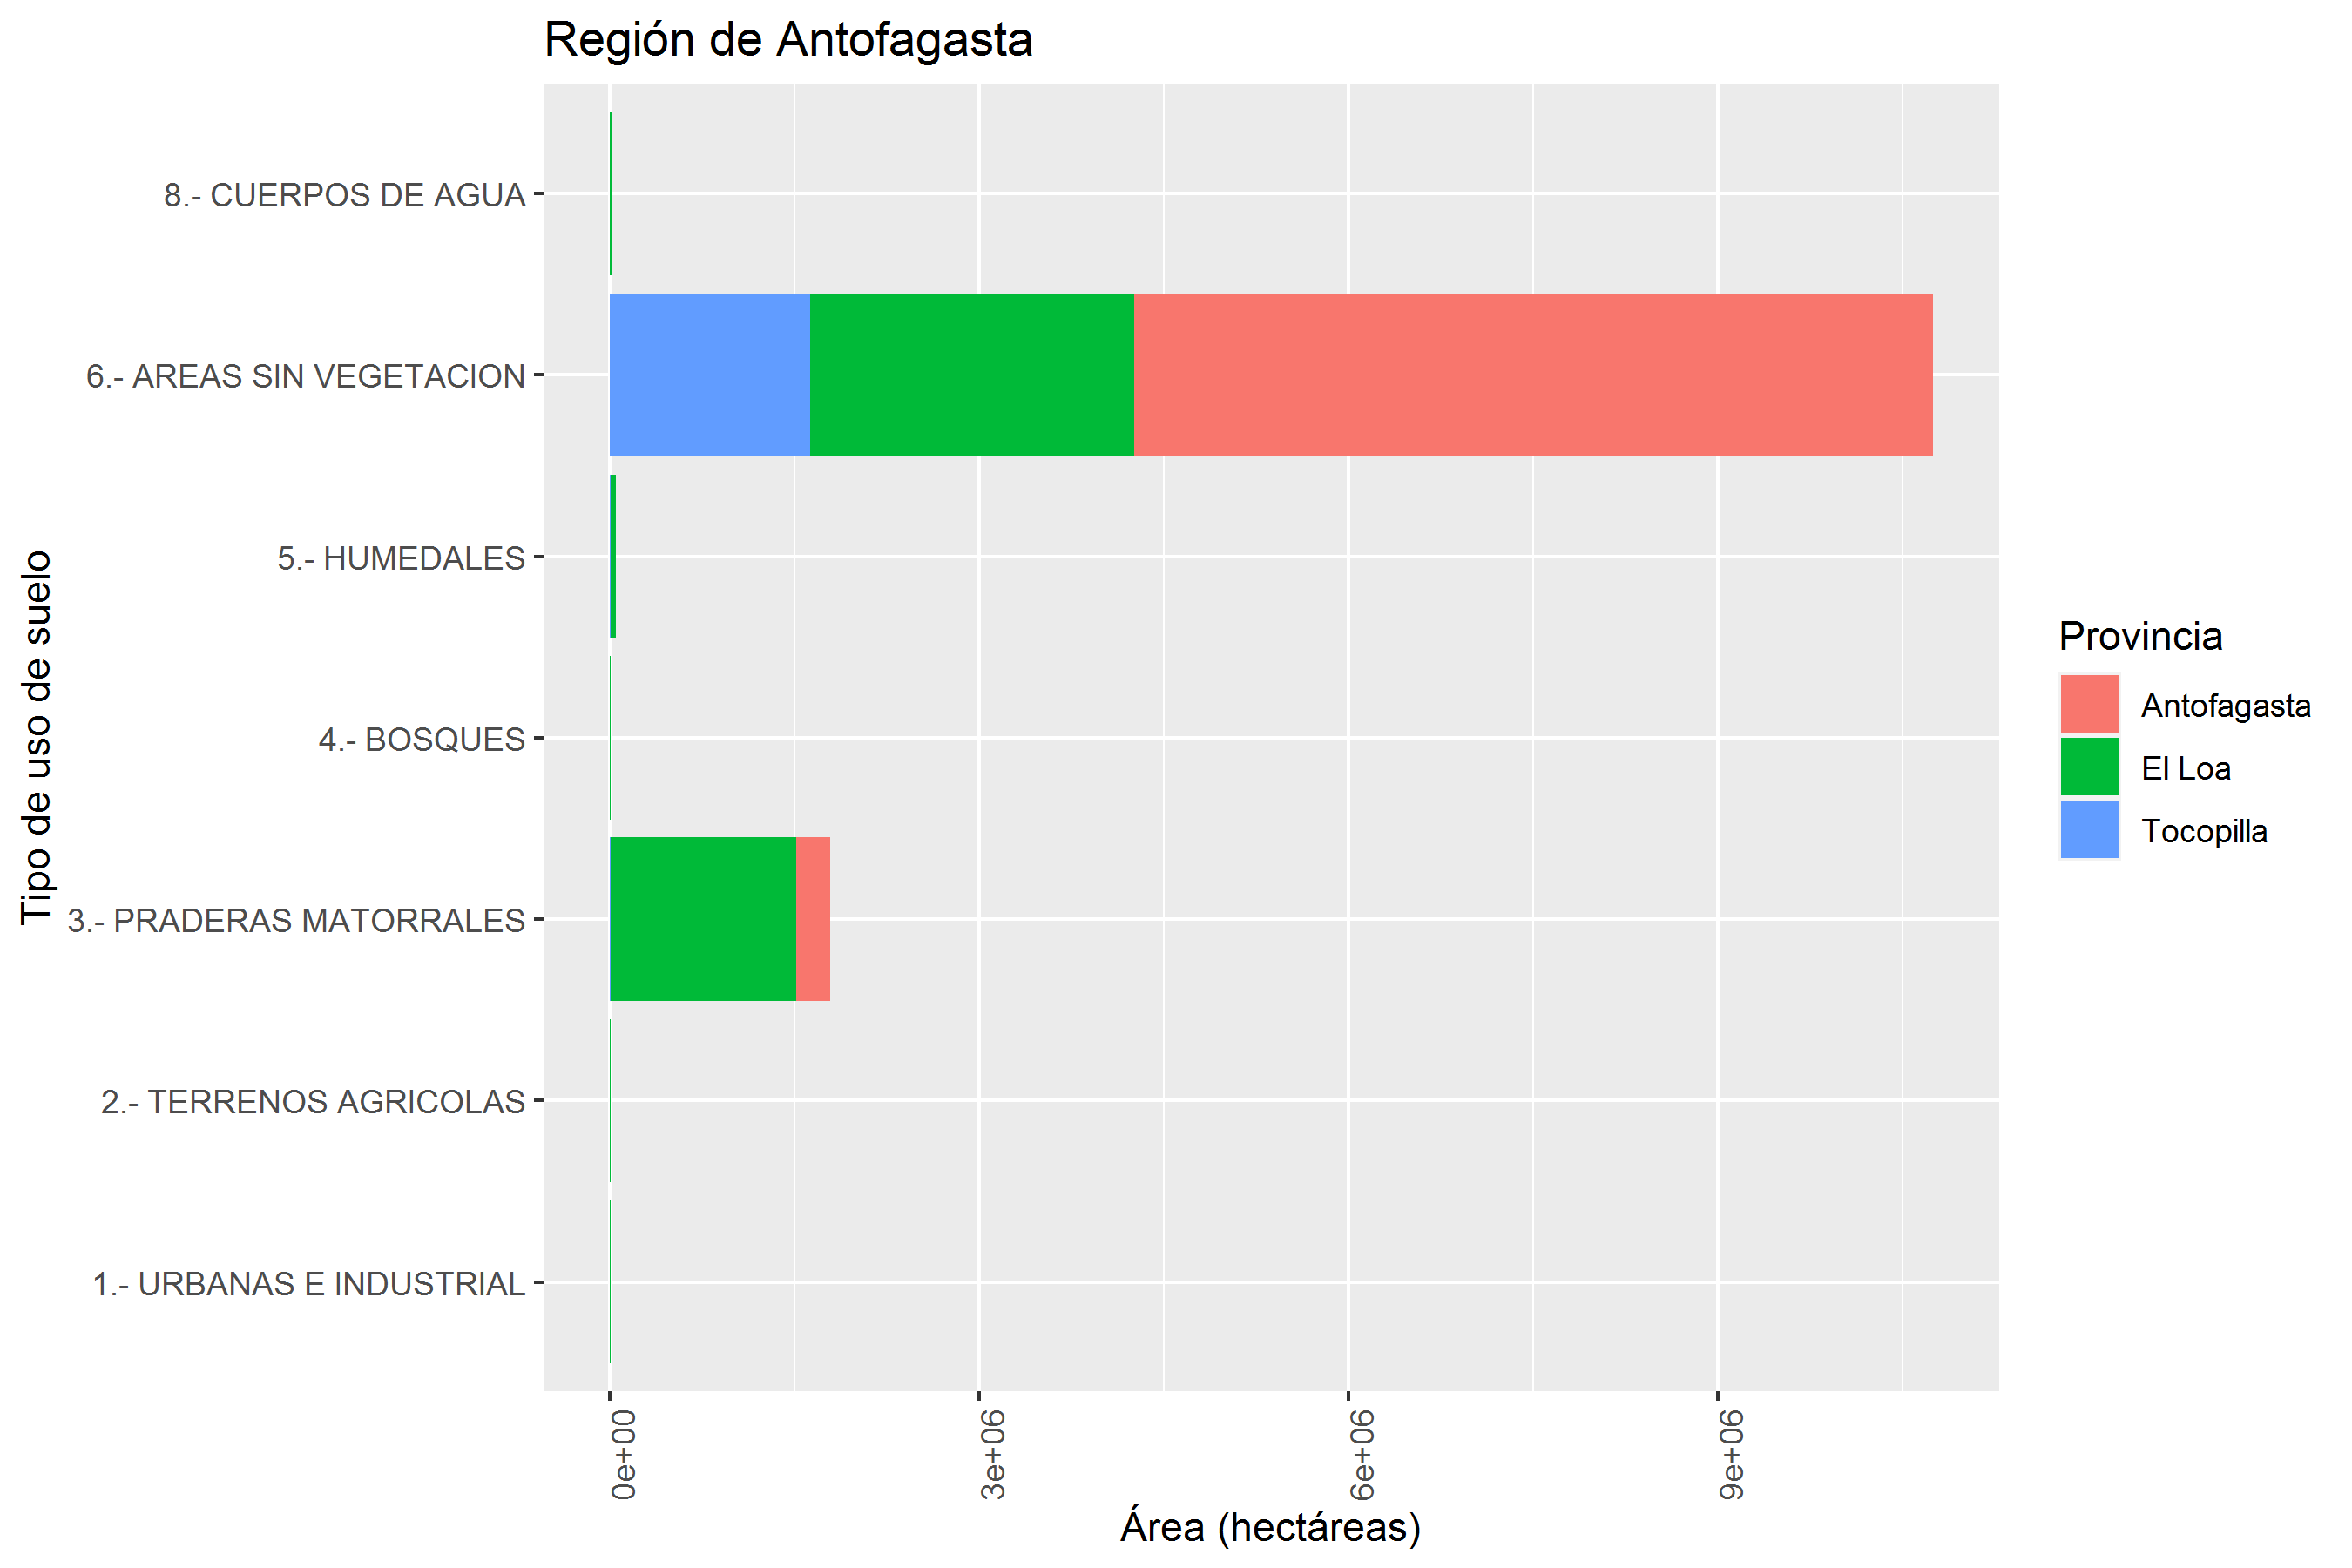 Región de Antofagasta
Tipo de uso de suelo
8.- CUERPOS DE AGUA
6.- AREAS SIN VEGETACION
5.- HUMEDALES
4.- BOSQUES
3.- PRADERAS MATORRALES
2.- TERRENOS AGRICOLAS
1.- URBANAS E INDUSTRIAL
0e+00
3e+06
6e+06
9e+06
Área (hectáreas)
Provincia
Antofagasta
El Loa
Tocopilla